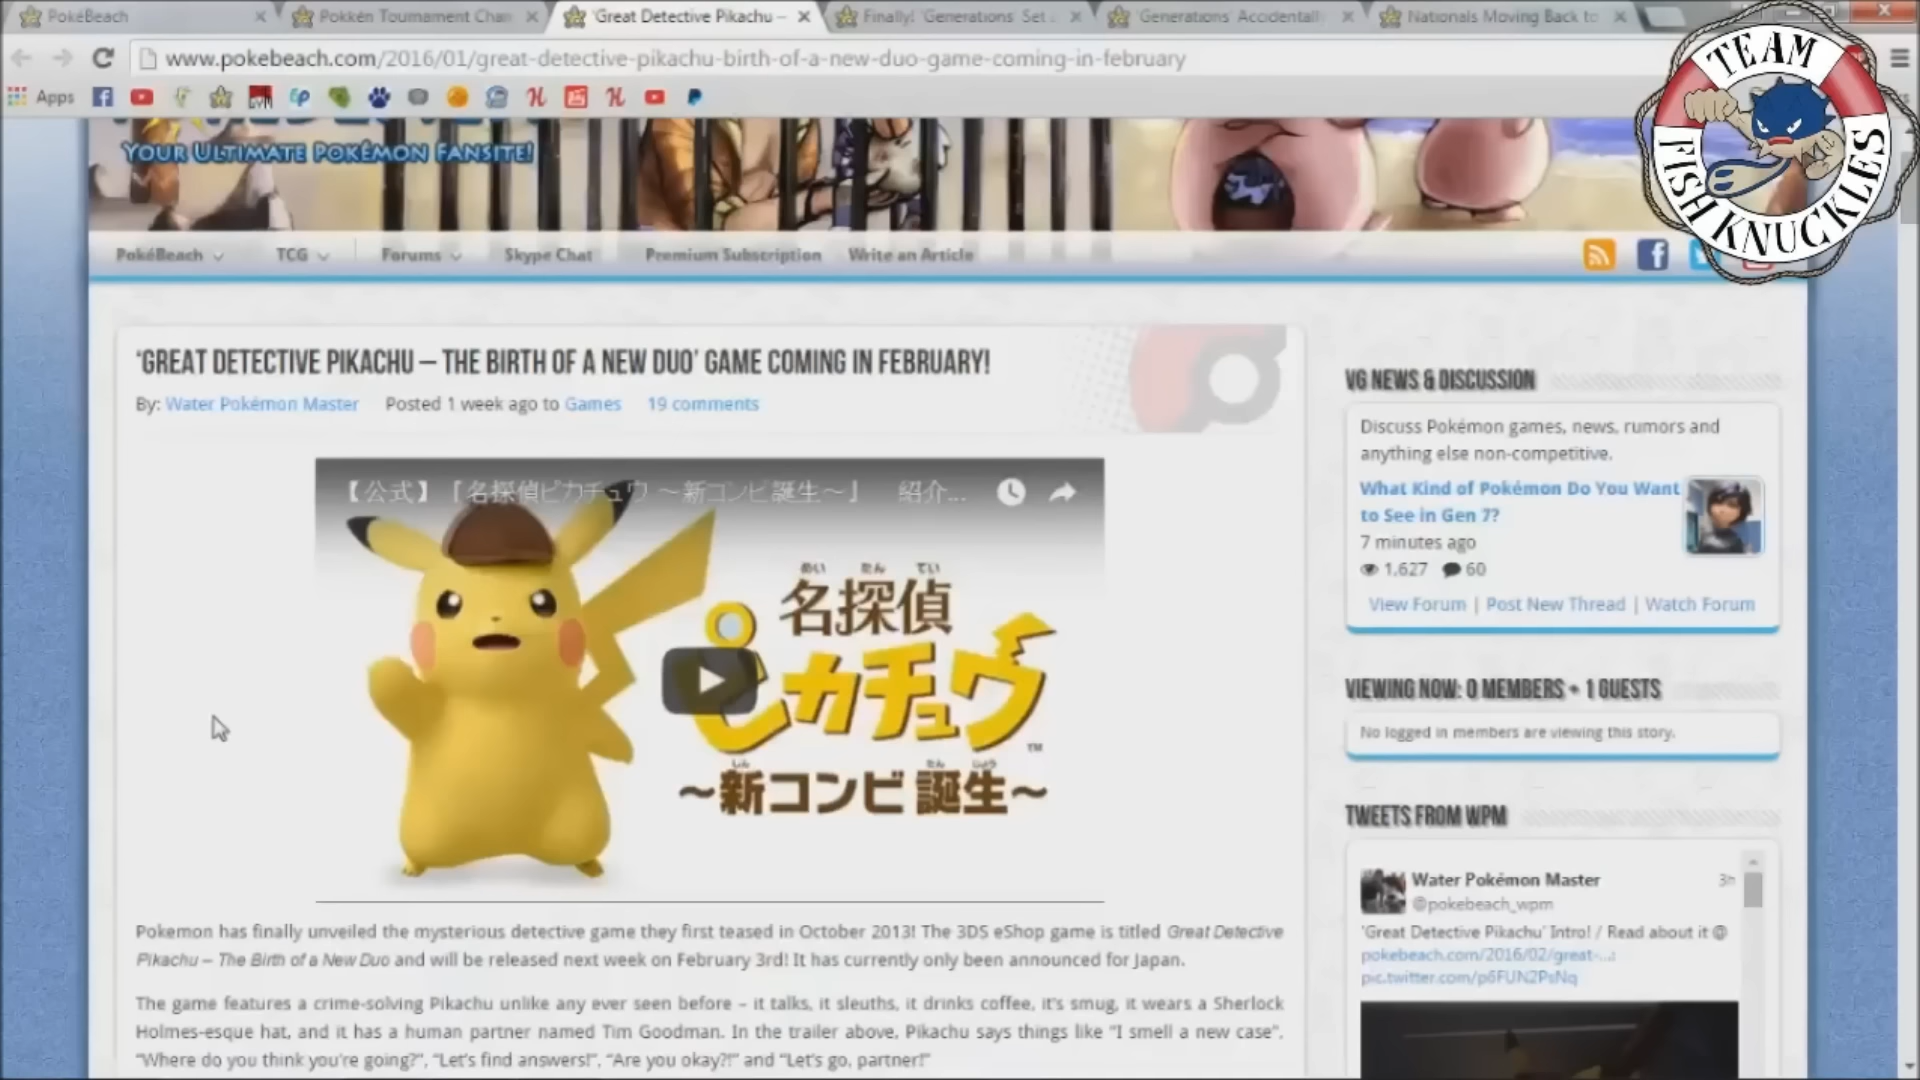 PokéBeach
Pokkén Tournament Chan
'Great Detective Pikachu –
Finally! 'Generations' Set
'Generations' Accidentall
Nationals Moving Back to
www.pokebeach.com/2016/01/great-detective-pikachu-birth-of-a-new-duo-game-coming-in-february
Apps
TEAM
FISH KNUCKLES
YOUR ULTIMATE POKÉMON FANSITE!
PokéBeach
TCG
Forums
Skype Chat
Premium Subscription
Write an Article
'GREAT DETECTIVE PIKACHU – THE BIRTH OF A NEW DUO' GAME COMING IN FEBRUARY!
By: Water Pokémon Master Posted 1 week ago to Games 19 comments
【公式】「名探偵ピカチュウ ～新コンビ誕生～」 紹介...
めい たん てい
名探偵
ピカチュウ
TM
しん たん じょう
～新コンビ誕生～
Pokemon has finally unveiled the mysterious detective game they first teased in October 2013! The 3DS eShop game is titled Great Detective
Pikachu – The Birth of a New Duo and will be released next week on February 3rd! It has currently only been announced for Japan.
The game features a crime-solving Pikachu unlike any ever seen before – it talks, it sleuths, it drinks coffee, it's smug, it wears a Sherlock
Holmes-esque hat, and it has a human partner named Tim Goodman. In the trailer above, Pikachu says things like "I smell a new case",
"Where do you think you're going?", "Let's find answers!", "Are you okay?!" and "Let's go, partner!"
VG NEWS & DISCUSSION
Discuss Pokémon games, news, rumors and
anything else non-competitive.
What Kind of Pokémon Do You Want
to See in Gen 7?
7 minutes ago
1,627 60
View Forum | Post New Thread | Watch Forum
VIEWING NOW: 0 MEMBERS + 1 GUESTS
No logged in members are viewing this story.
TWEETS FROM WPM
Water Pokémon Master 3h
@pokebeach_wpm
'Great Detective Pikachu' Intro! / Read about it @
pokebeach.com/2016/02/great-...
pic.twitter.com/p6FUN2PsNq